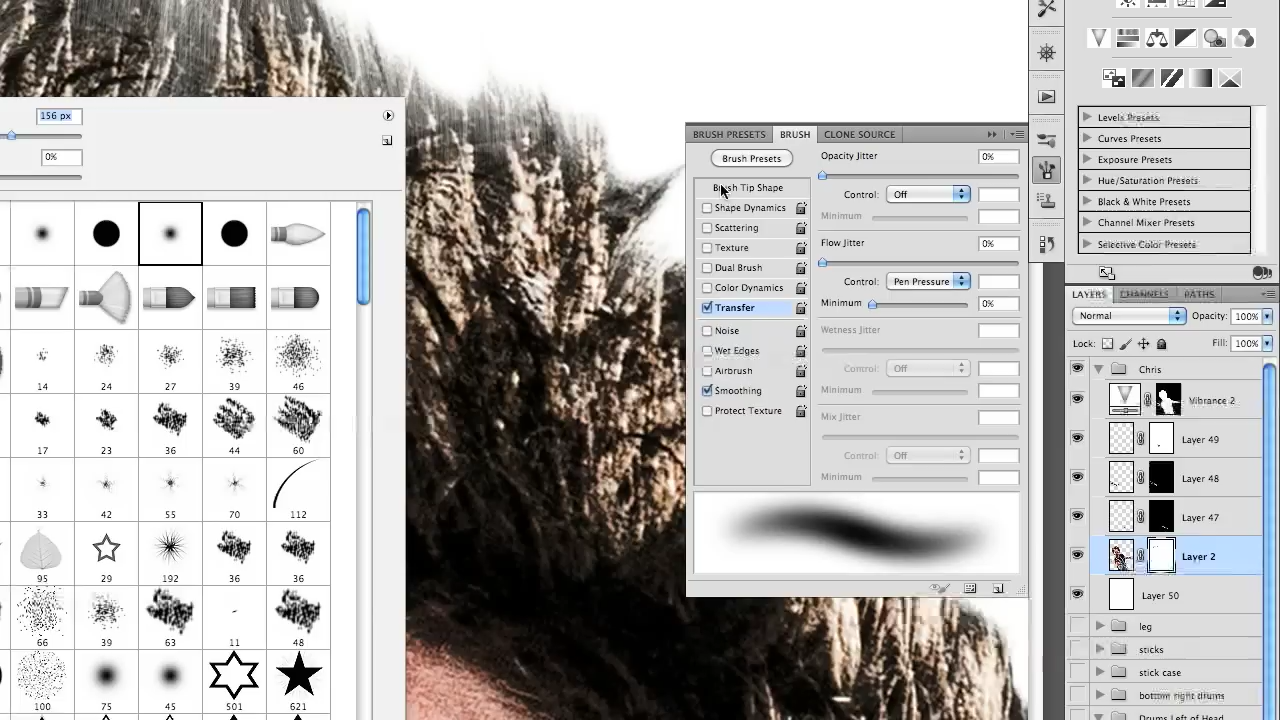 156 px
0%
14
24
27
39
46
17
23
36
44
60
33
42
55
70
112
95
29
192
36
36
66
39
63
11
48
100
75
45
501
621
BRUSH PRESETS
BRUSH
CLONE SOURCE
Brush Presets
Brush Tip Shape
Shape Dynamics
Scattering
Texture
Dual Brush
Color Dynamics
Transfer
Noise
Wet Edges
Airbrush
Smoothing
Protect Texture
Opacity Jitter
0%
Control: Off
Minimum
Flow Jitter
0%
Control: Pen Pressure
Minimum
0%
Wetness Jitter
Control: Off
Minimum
Mix Jitter
Control: Off
Minimum
Levels Presets
Curves Presets
Exposure Presets
Hue/Saturation Presets
Black & White Presets
Channel Mixer Presets
Selective Color Presets
LAYERS
CHANNELS
PATHS
Normal
Opacity: 100%
Lock:
Fill: 100%
Chris
Vibrance 2
Layer 49
Layer 48
Layer 47
Layer 2
Layer 50
leg
sticks
stick case
bottom right drums
Drums Left of Head